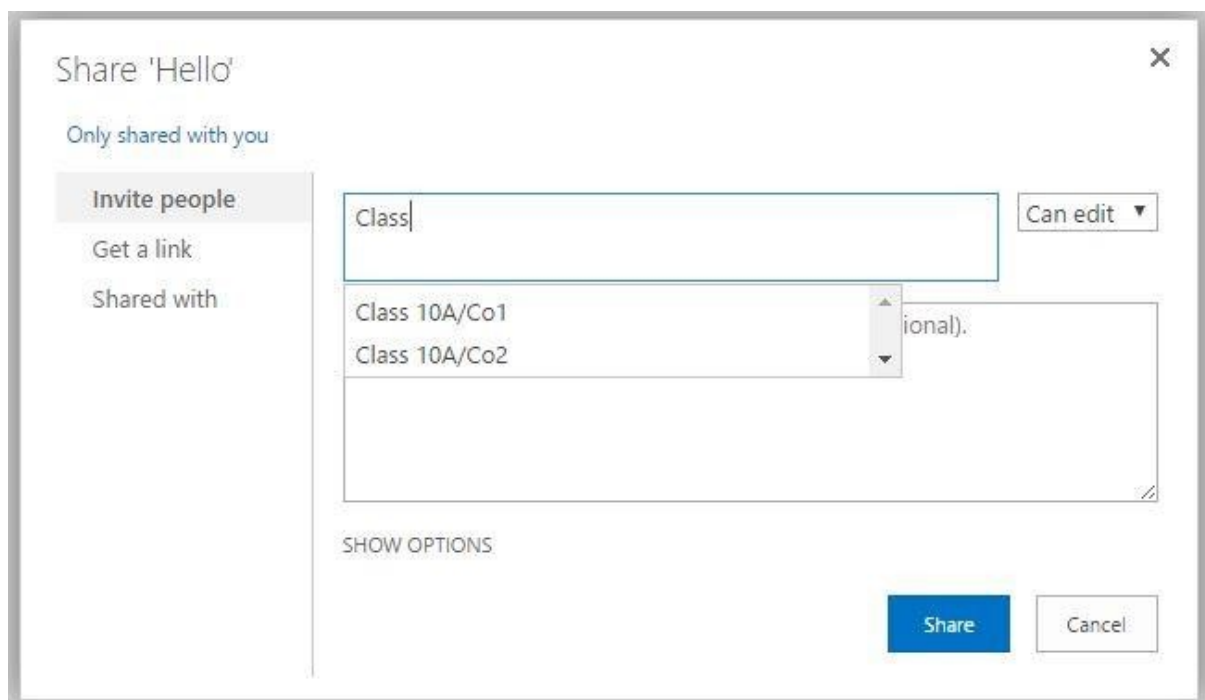 Share 'Hello'
Only shared with you
Invite people
Get a link
Shared with
Class
Can edit
Class 10A/Co1
Class 10A/Co2
ional).
SHOW OPTIONS
Share
Cancel